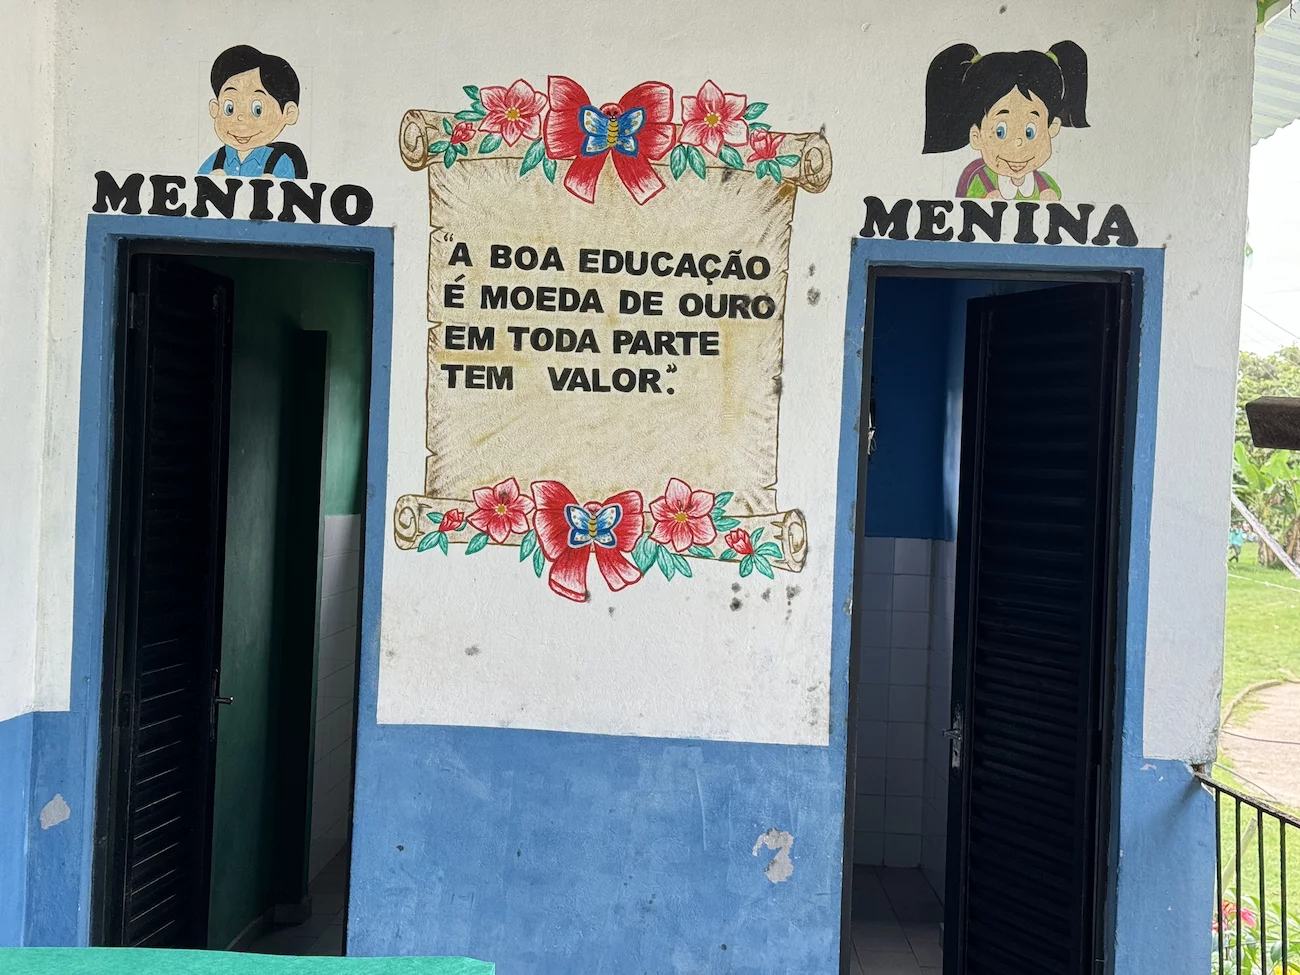 MENINO
"A BOA EDUCAÇÃO
É MOEDA DE OURO
EM TODA PARTE
TEM VALOR."
MENINA